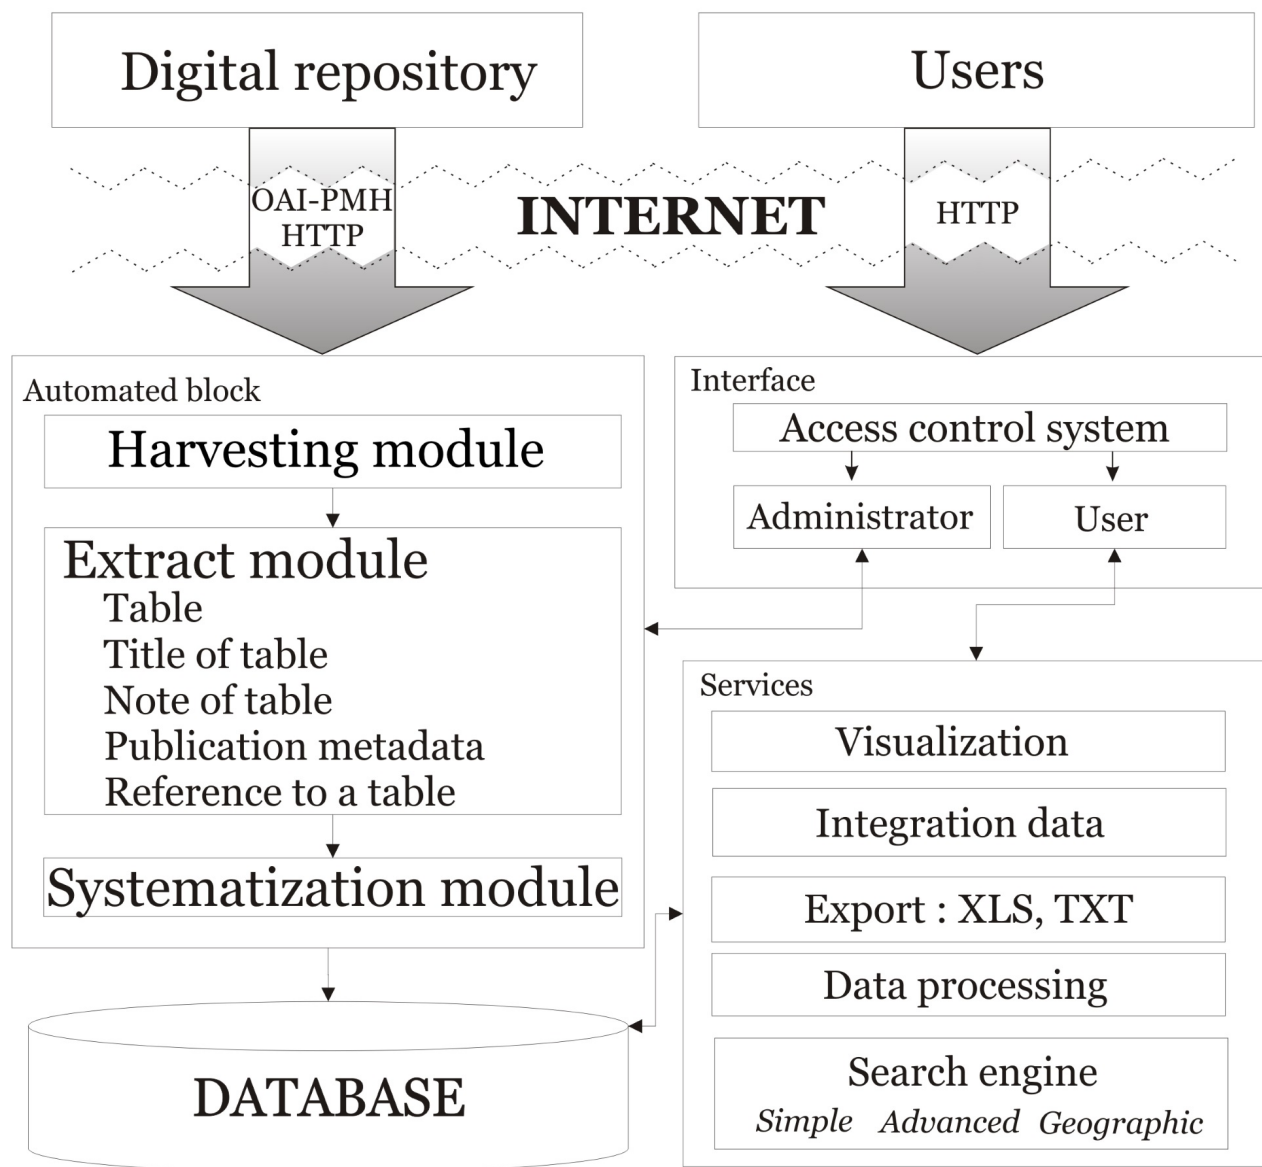 Digital repository
Users
OAI-PMH
HTTP
INTERNET
HTTP
Automated block
Harvesting module
Extract module
Table
Title of table
Note of table
Publication metadata
Reference to a table
Systematization module
DATABASE
Interface
Access control system
Administrator
User
Services
Visualization
Integration data
Export : XLS, TXT
Data processing
Search engine
Simple Advanced Geographic